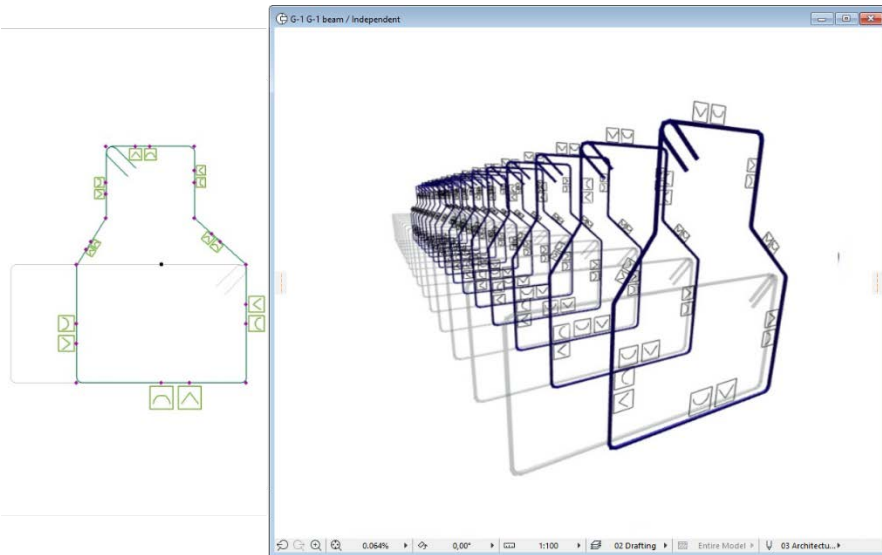 G-1 G-1 beam / Independent
0.064%
0,00°
1:100
02 Drafting
Entire Model
03 Architectu...